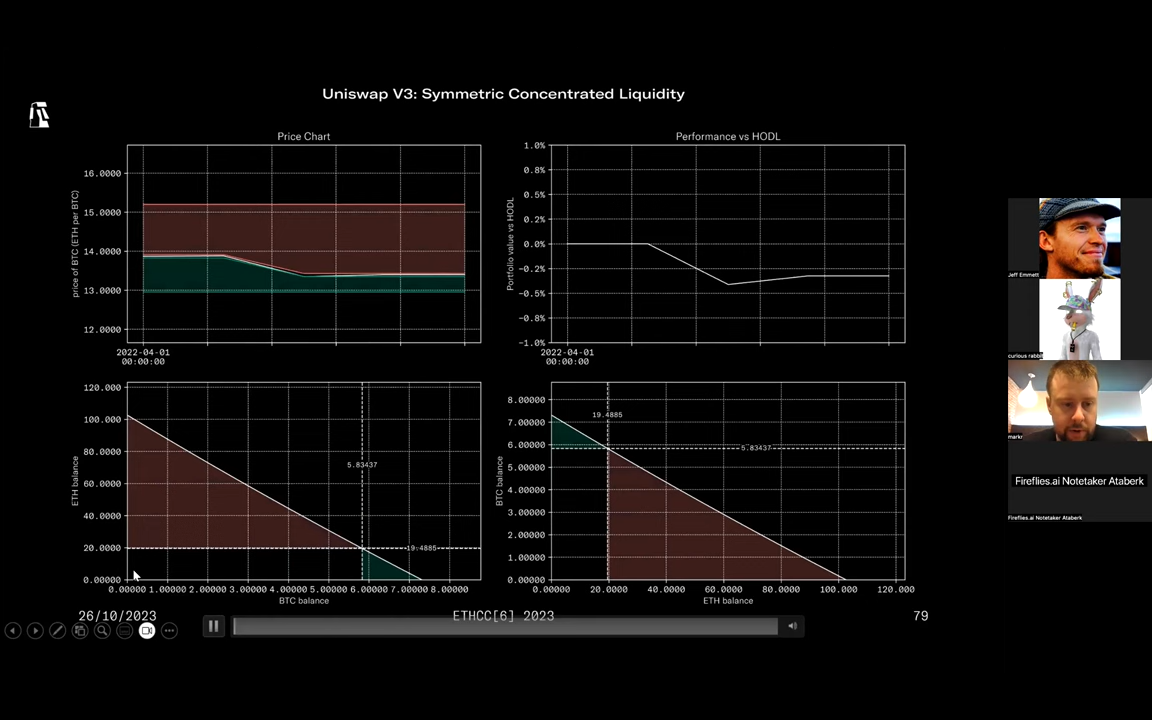 Uniswap V3: Symmetric Concentrated Liquidity
Price Chart
price of BTC (ETH per BTC)
16.0000
15.0000
14.0000
13.0000
12.0000
2022-04-01
00:00:00
Performance vs HODL
Portfolio value vs HODL
1.0%
0.8%
0.5%
0.2%
0.0%
-0.2%
-0.5%
-0.8%
-1.0%
2022-04-01
00:00:00
ETH balance
120.000
100.000
80.0000
60.0000
40.0000
20.0000
0.00000
5.83437
19.4885
0.00000 1.00000 2.00000 3.00000 4.00000 5.00000 6.00000 7.00000 8.00000
BTC balance
BTC balance
8.00000
7.00000
6.00000
5.00000
4.00000
3.00000
2.00000
1.00000
0.00000
19.4885
5.83437
0.00000 20.0000 40.0000 60.0000 80.0000 100.000 120.000
ETH balance
26/10/2023
ETHCC[6] 2023
79
Jeff Emmett
curious rabbit
markr
Fireflies.ai Notetaker Ataberk
Fireflies.ai Notetaker Ataberk